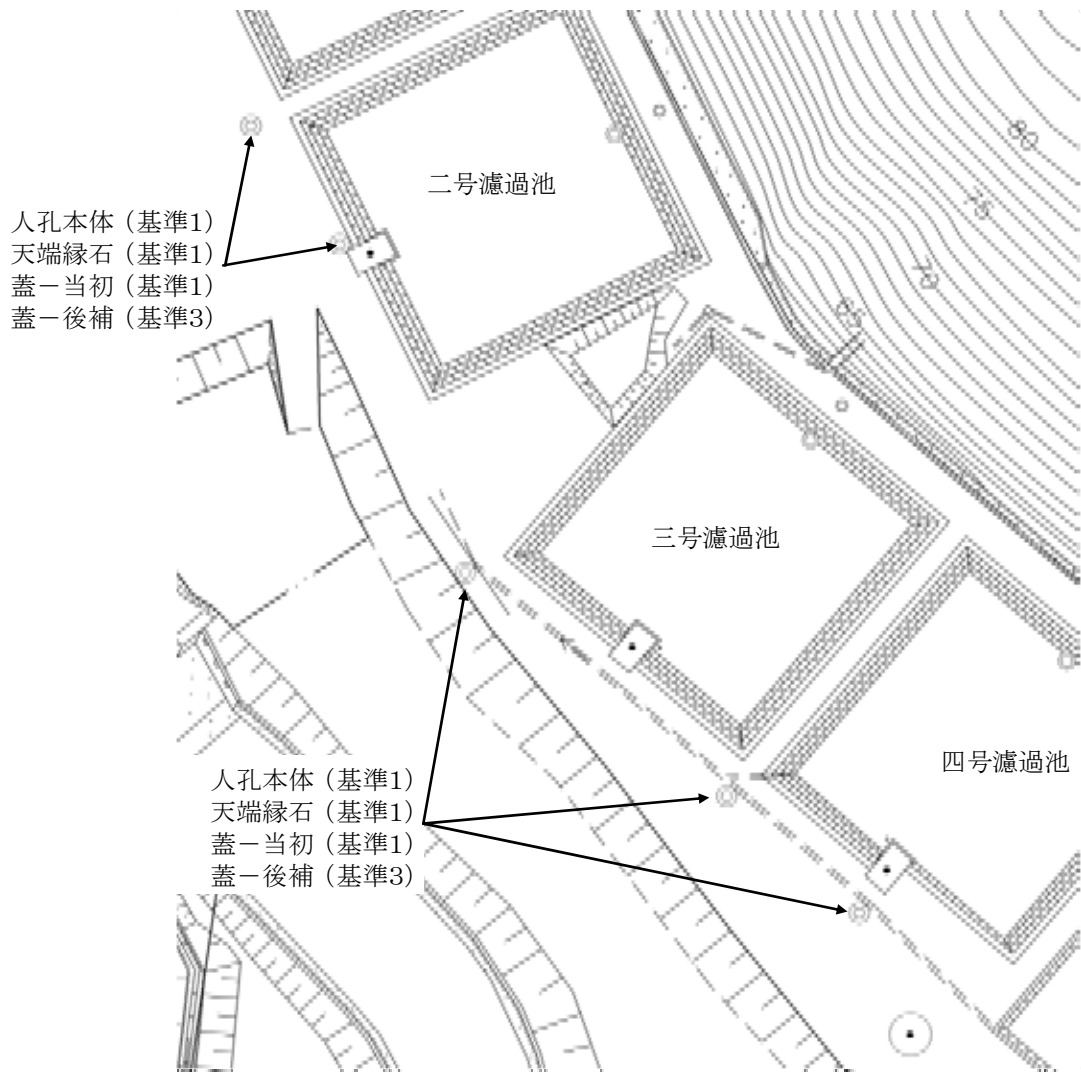 二号濾過池
人孔本体（基準1）
天端縁石（基準1）
蓋－当初（基準1）
蓋－後補（基準3）
三号濾過池
四号濾過池
人孔本体（基準1）
天端縁石（基準1）
蓋－当初（基準1）
蓋－後補（基準3）
80
75
70